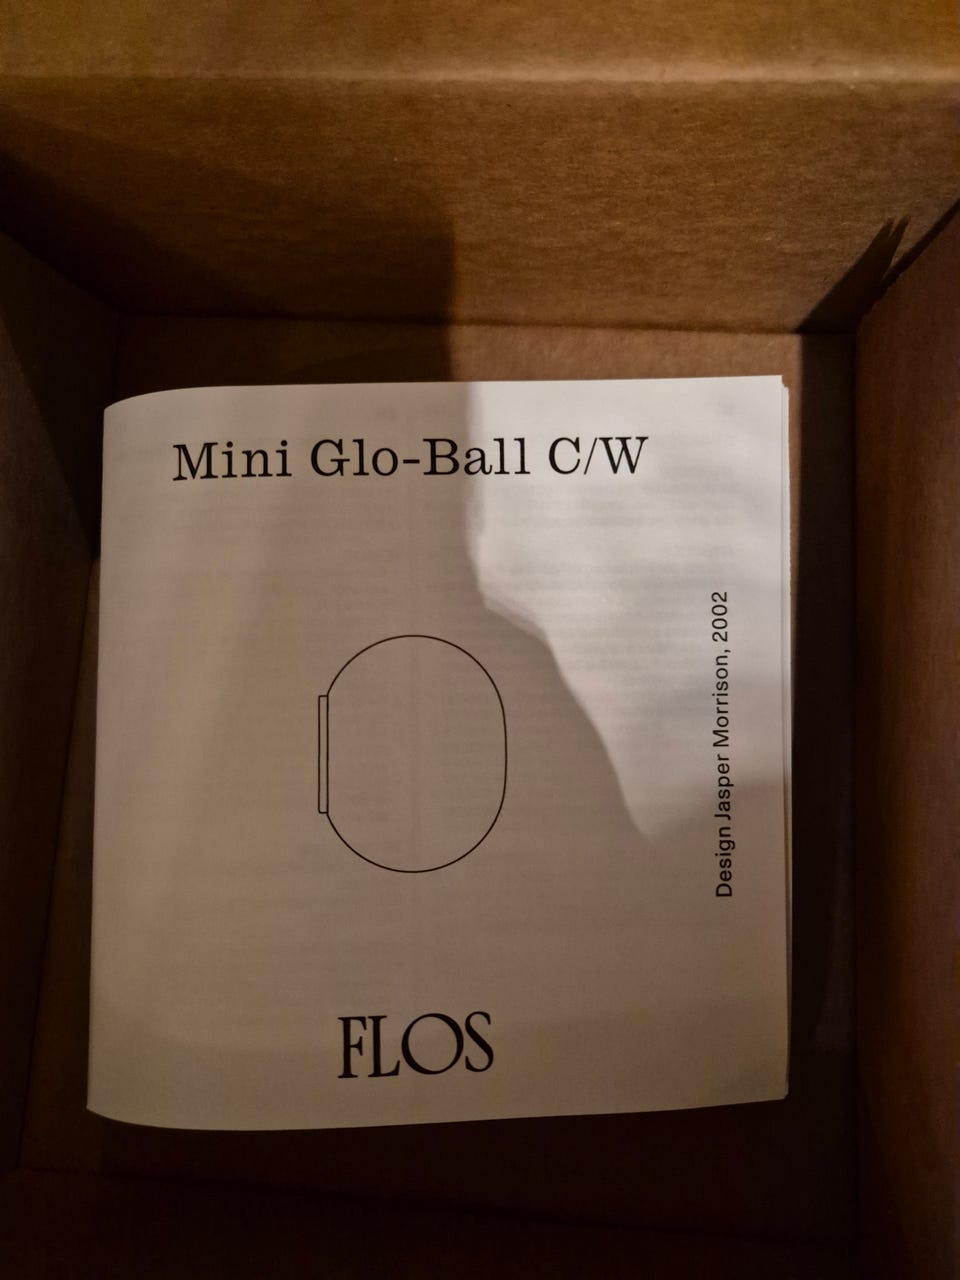 Mini Glo-Ball C/W
Design Jasper Morrison, 2002
FLOS